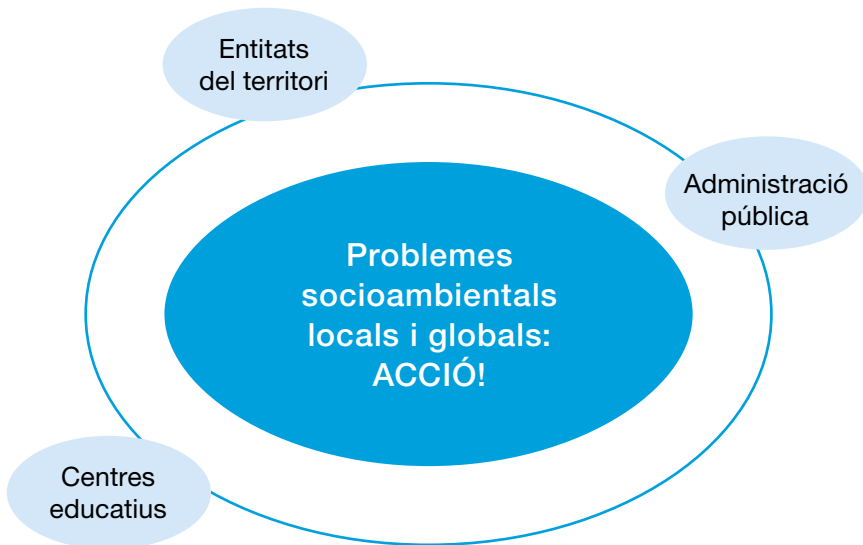 Entitats
del territori
Administració
pública
Problemes
socioambientals
locals i globals:
ACCIÓ!
Centres
educatius